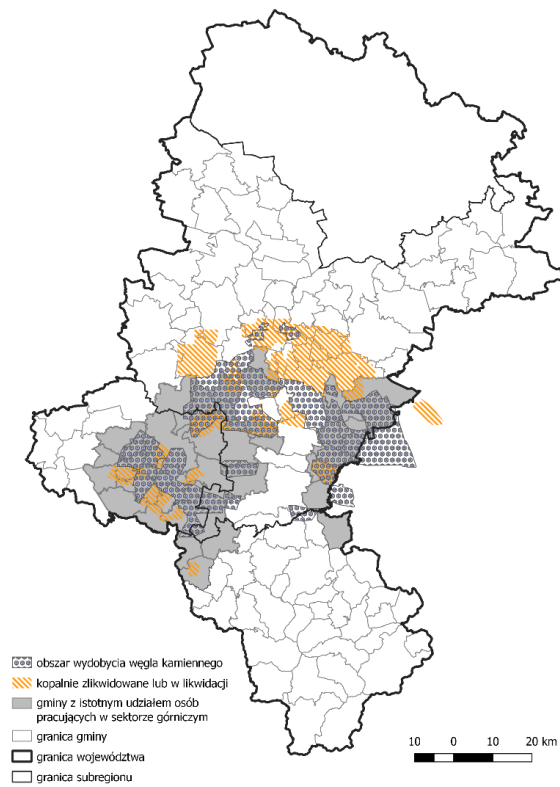 obszar wydobycia węgla kamiennego
kopalnie zlikwidowane lub w likwidacji
gminy z istotnym udziałem osób
pracujących w sektorze górniczym
granica gminy
granica województwa
granica subregionu
10 0 10 20 km